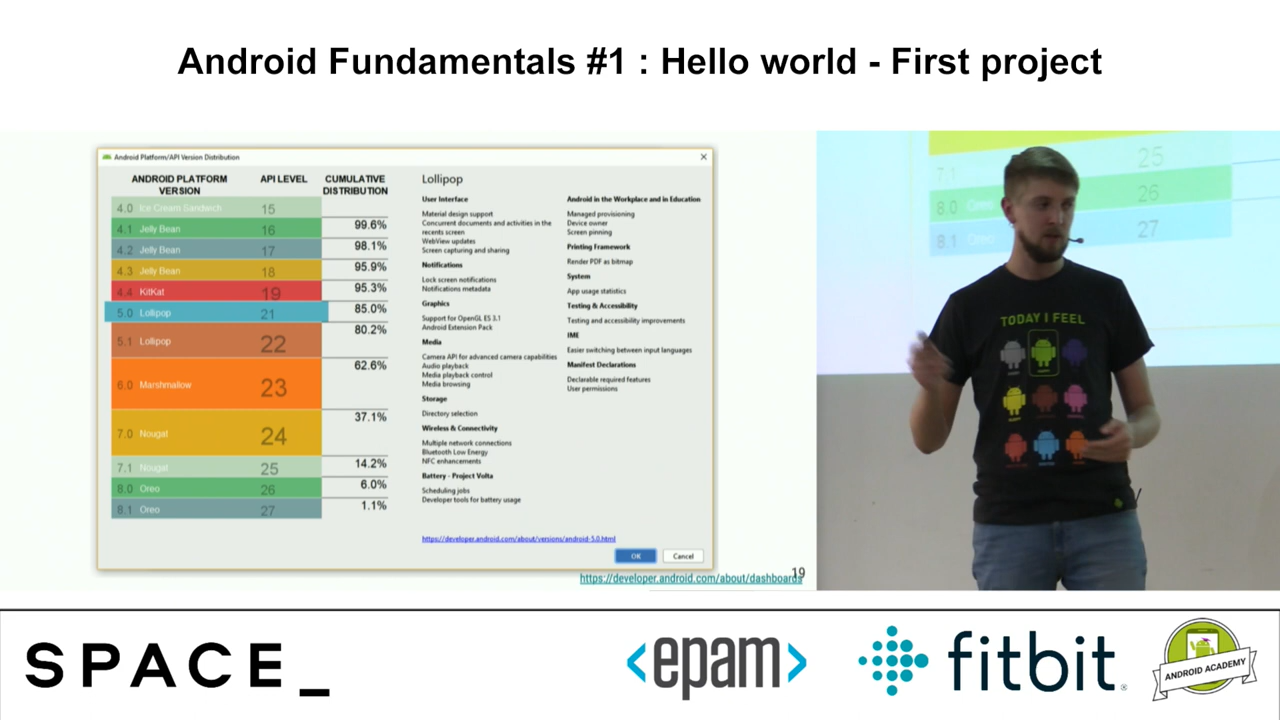 Android Fundamentals #1 : Hello world - First project
Android Platform/API Version Distribution
ANDROID PLATFORM
VERSION
API LEVEL
CUMULATIVE
DISTRIBUTION
4.0 Ice Cream Sandwich 15
99.6%
4.1 Jelly Bean 16
98.1%
4.2 Jelly Bean 17
95.9%
4.3 Jelly Bean 18
95.3%
4.4 KitKat 19
85.0%
5.0 Lollipop 21
80.2%
5.1 Lollipop 22
62.6%
6.0 Marshmallow 23
37.1%
7.0 Nougat 24
14.2%
7.1 Nougat 25
6.0%
8.0 Oreo 26
1.1%
8.1 Oreo 27
Lollipop
User Interface
Material design support
Concurrent documents and activities in the
recents screen
WebView updates
Screen capturing and sharing
Notifications
Lock screen notifications
Notifications metadata
Graphics
Support for OpenGL ES 3.1
Android Extension Pack
Media
Camera API for advanced camera capabilities
Audio playback
Media playback control
Media browsing
Storage
Directory selection
Wireless & Connectivity
Multiple network connections
Bluetooth Low Energy
NFC enhancements
Battery - Project Volta
Scheduling jobs
Developer tools for battery usage
Android in the Workplace and in Education
Managed provisioning
Device owner
Screen pinning
Printing Framework
Render PDF as bitmap
System
App usage statistics
Testing & Accessibility
Testing and accessibility improvements
IME
Easier switching between input languages
Manifest Declarations
Declarable required features
User permissions
https://developer.android.com/about/versions/android-5.0.html
OK
Cancel
https://developer.android.com/about/dashboards
19
7.1 25
8.0 Oreo 26
8.1 Oreo 27
TODAY I FEEL
SPACE_
<epam>
fitbit
ANDROID ACADEMY